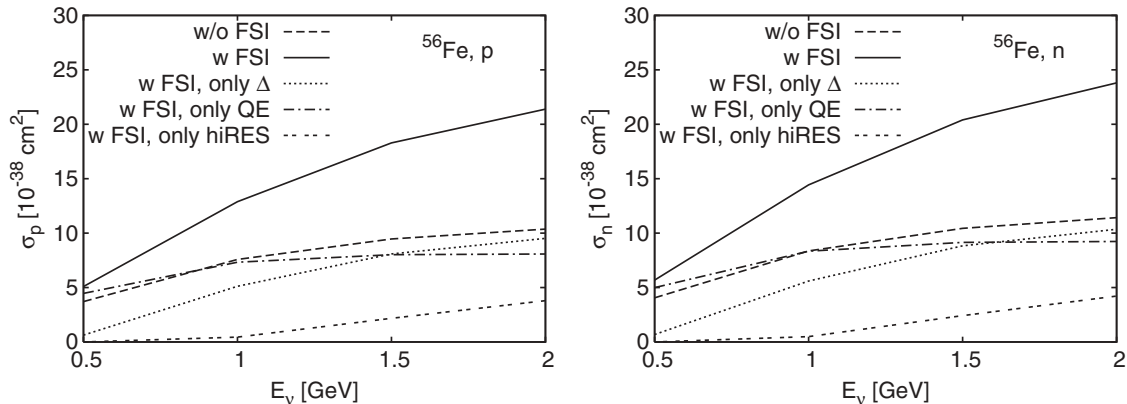 30
25
20
15
10
5
0
σp [10-38 cm2]
w/o FSI
w FSI
w FSI, only Δ
w FSI, only QE
w FSI, only hiRES
56Fe, p
0.5 1 1.5 2
Eν [GeV]
30
25
20
15
10
5
0
σn [10-38 cm2]
w/o FSI
w FSI
w FSI, only Δ
w FSI, only QE
w FSI, only hiRES
56Fe, n
0.5 1 1.5 2
Eν [GeV]